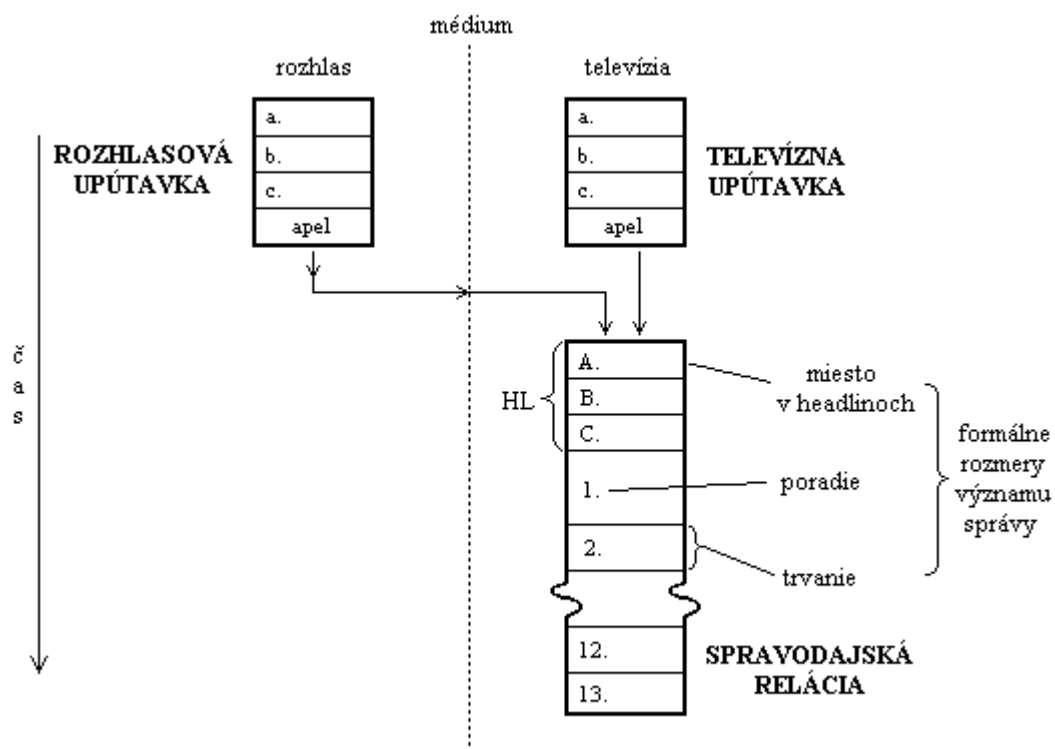 médium
rozhlas
televízia
a.
b.
c.
apel
ROZHLASOVÁ
UPÚTAVKA
a.
b.
c.
apel
TELEVÍZNA
UPÚTAVKA
č
a
s
HL
A.
B.
C.
1.
2.
12.
13.
miesto
v headlinoch
poradie
trvanie
formálne
rozmery
významu
správy
SPRAVODAJSKÁ
RELÁCIA